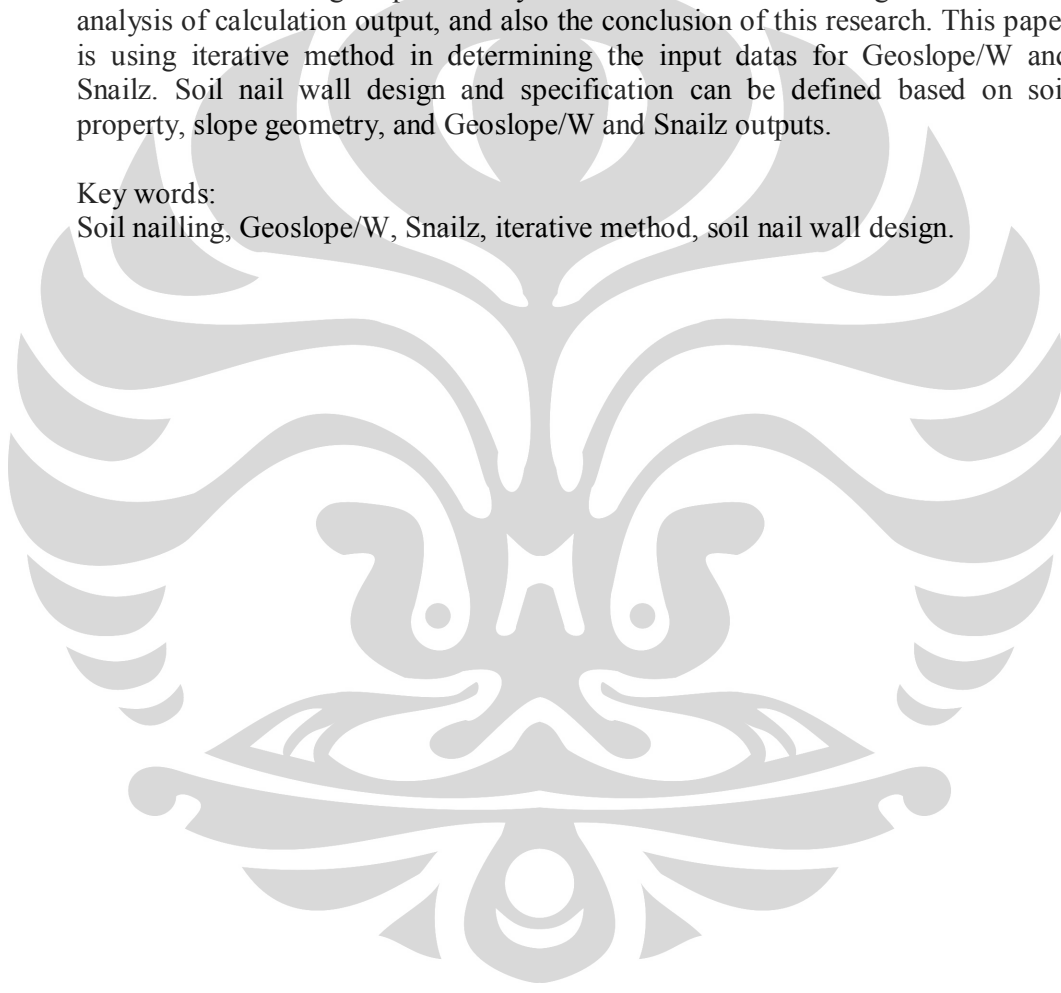 analysis of calculation output, and also the conclusion of this research. This pape
is using iterative method in determining the input datas for Geoslope/W and
Snailz. Soil nail wall design and specification can be defined based on soi
property, slope geometry, and Geoslope/W and Snailz outputs.
Key words:
Soil nailling, Geoslope/W, Snailz, iterative method, soil nail wall design.